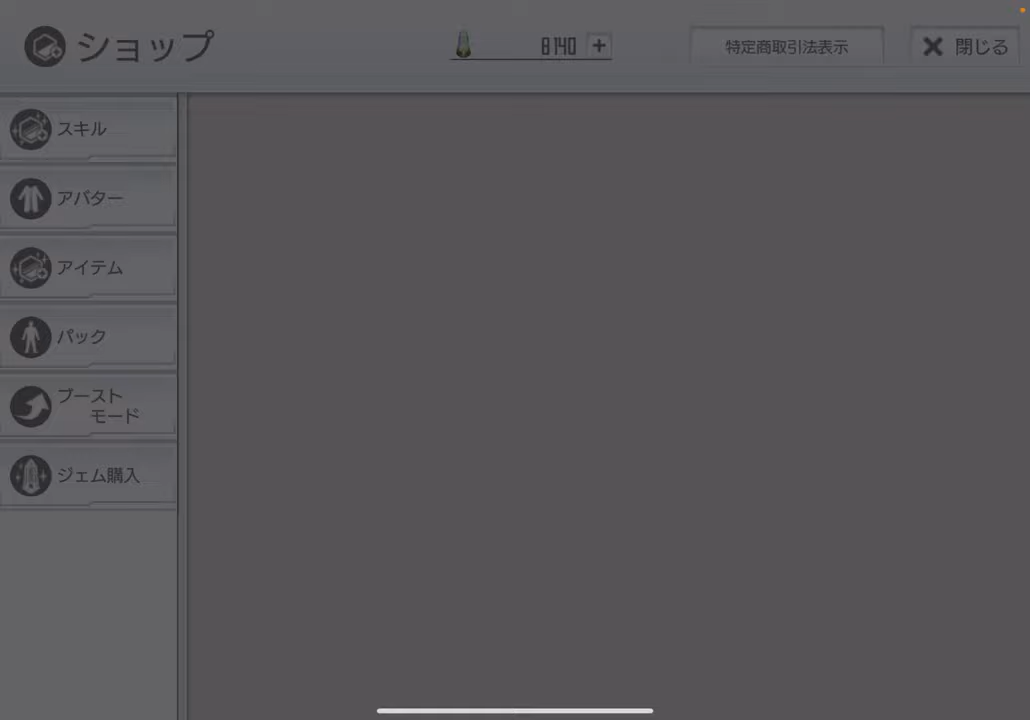 ショップ
8140
特定商取引法表示
閉じる
スキル
アバター
アイテム
パック
ブースト
モード
ジェム購入